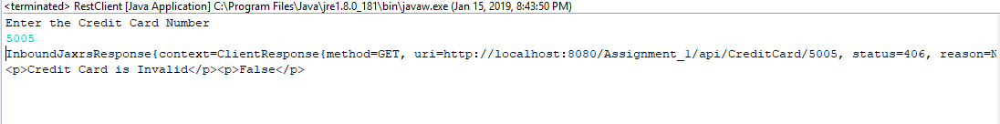 <terminated> RestClient [Java Application] C:\Program Files\Java\jre1.8.0_181\bin\javaw.exe (Jan 15, 2019, 8:43:50 PM)
Enter the Credit Card Number
5005
InboundJaxrsResponse{context=ClientResponse{method=GET, uri=http://localhost:8080/Assignment_1/api/CreditCard/5005, status=406, reason=N
<p>Credit Card is Invalid</p><p>False</p>